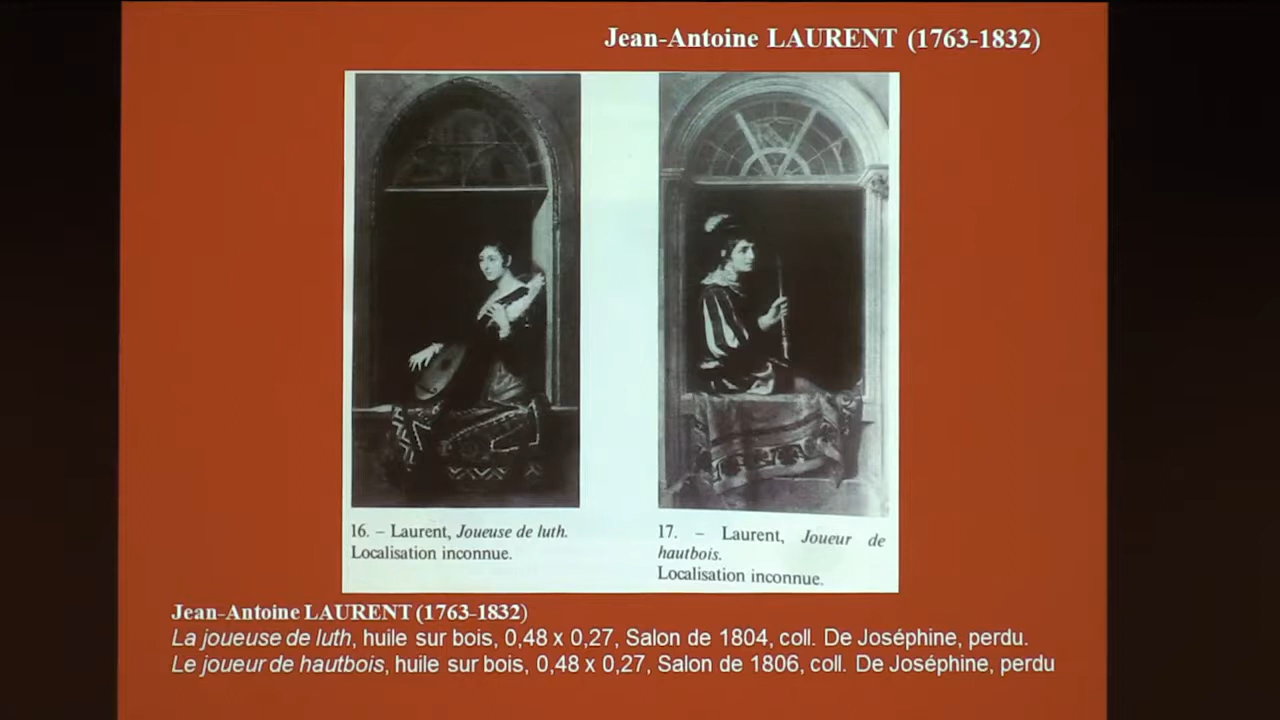 Jean-Antoine LAURENT (1763-1832)
16. – Laurent, Joueuse de luth.
Localisation inconnue.
17. – Laurent, Joueur de
hautbois.
Localisation inconnue.
Jean-Antoine LAURENT (1763-1832)
La joueuse de luth, huile sur bois, 0,48 x 0,27, Salon de 1804, coll. De Joséphine, perdu.
Le joueur de hautbois, huile sur bois, 0,48 x 0,27, Salon de 1806, coll. De Joséphine, perdu